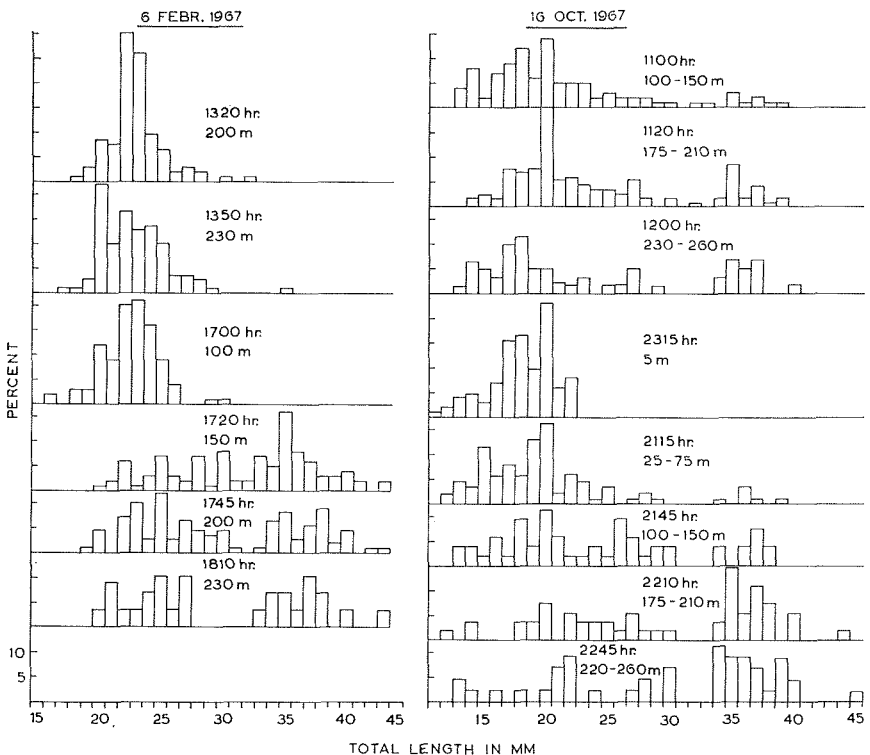 6 FEBR. 1967
1320 hr.
200 m
1350 hr.
230 m
1700 hr.
100 m
1720 hr.
150 m
1745 hr.
200 m
1810 hr.
230 m
PERCENT
10
5
15 20 25 30 35 40 45
16 OCT. 1967
1100 hr.
100-150 m
1120 hr.
175-210 m
1200 hr.
230-260 m
2315 hr.
5 m
2115 hr.
25-75 m
2145 hr.
100-150 m
2210 hr.
175-210 m
2245 hr.
220-260 m
15 20 25 30 35 40 45
TOTAL LENGTH IN MM